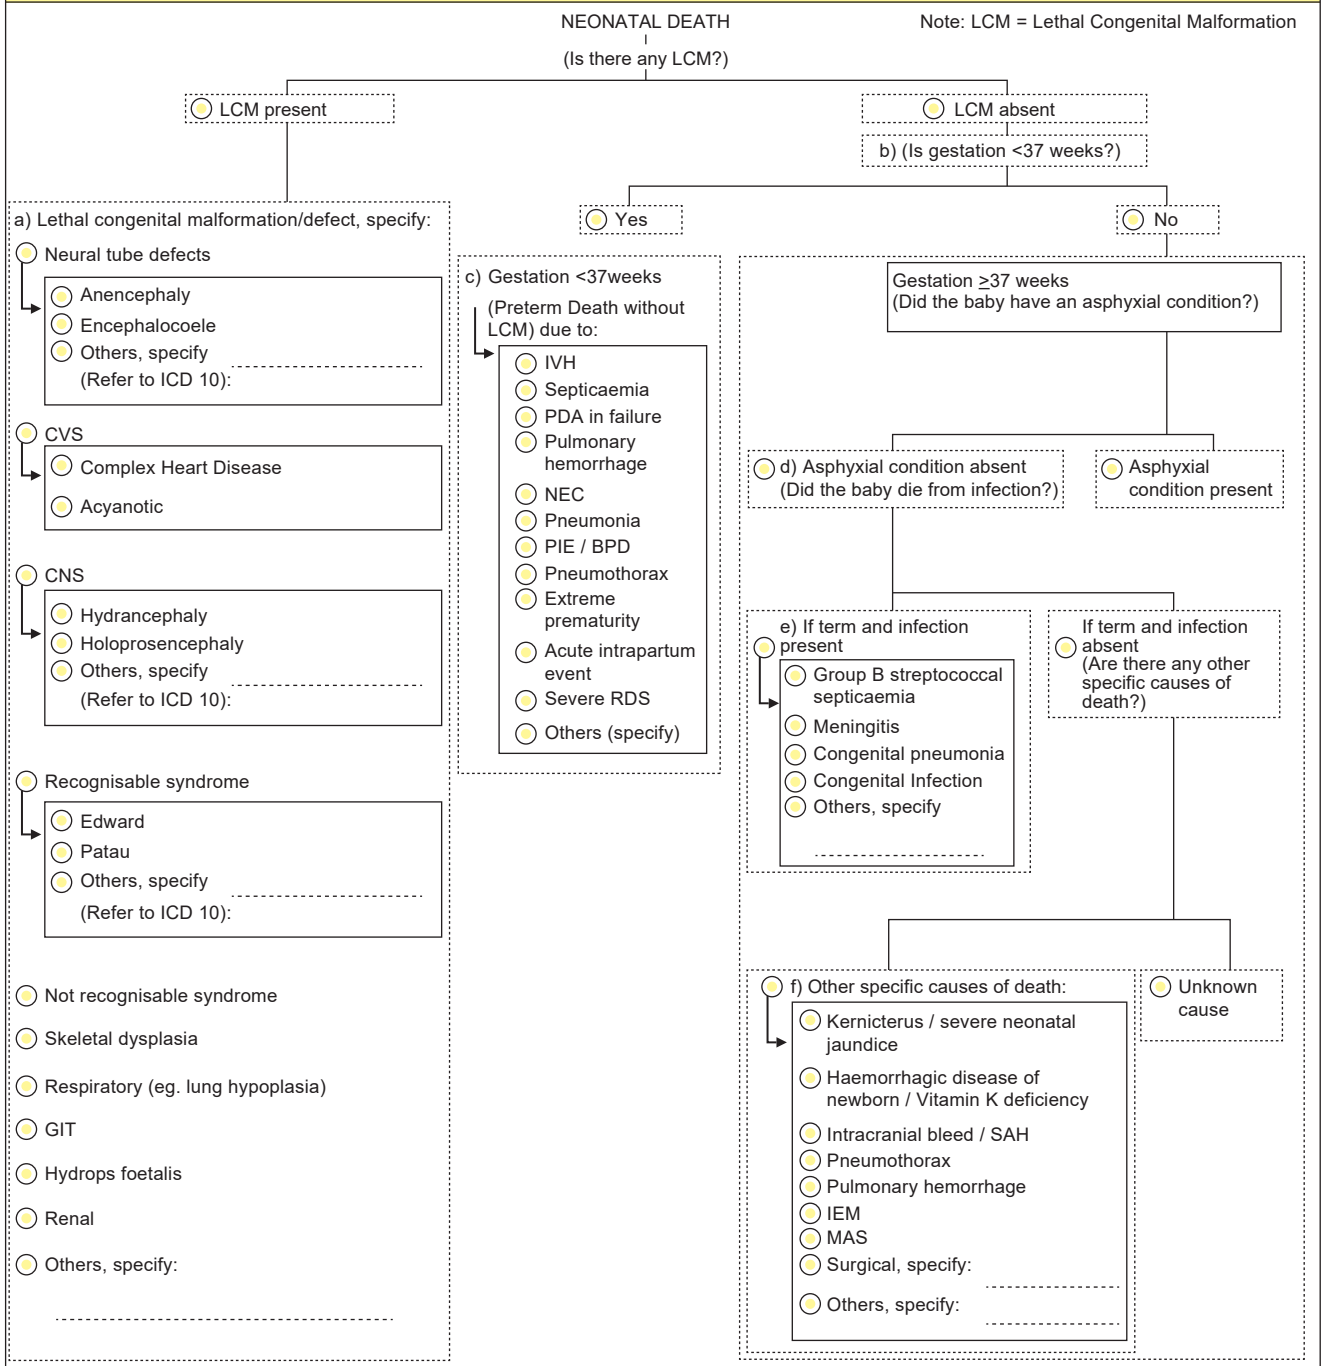 NEONATAL DEATH
Note: LCM = Lethal Congenital Malformation
(Is there any LCM?)
LCM present
LCM absent
b) (Is gestation <37 weeks?)
Yes
No
a) Lethal congenital malformation/defect, specify:
Neural tube defects
Anencephaly
Encephalocoele
Others, specify
(Refer to ICD 10):
CVS
Complex Heart Disease
Acyanotic
CNS
Hydrancephaly
Holoprosencephaly
Others, specify
(Refer to ICD 10):
Recognisable syndrome
Edward
Patau
Others, specify
(Refer to ICD 10):
Not recognisable syndrome
Skeletal dysplasia
Respiratory (eg. lung hypoplasia)
GIT
Hydrops foetalis
Renal
Others, specify:
c) Gestation <37weeks
(Preterm Death without
LCM) due to:
IVH
Septicaemia
PDA in failure
Pulmonary
hemorrhage
NEC
Pneumonia
PIE / BPD
Pneumothorax
Extreme
prematurity
Acute intrapartum
event
Severe RDS
Others (specify)
Gestation ≥37 weeks
(Did the baby have an asphyxial condition?)
d) Asphyxial condition absent
(Did the baby die from infection?)
Asphyxial
condition present
e) If term and infection
present
Group B streptococcal
septicaemia
Meningitis
Congenital pneumonia
Congenital Infection
Others, specify
If term and infection
absent
(Are there any other
specific causes of
death?)
f) Other specific causes of death:
Kernicterus / severe neonatal
jaundice
Haemorrhagic disease of
newborn / Vitamin K deficiency
Intracranial bleed / SAH
Pneumothorax
Pulmonary hemorrhage
IEM
MAS
Surgical, specify:
Others, specify:
Unknown
cause